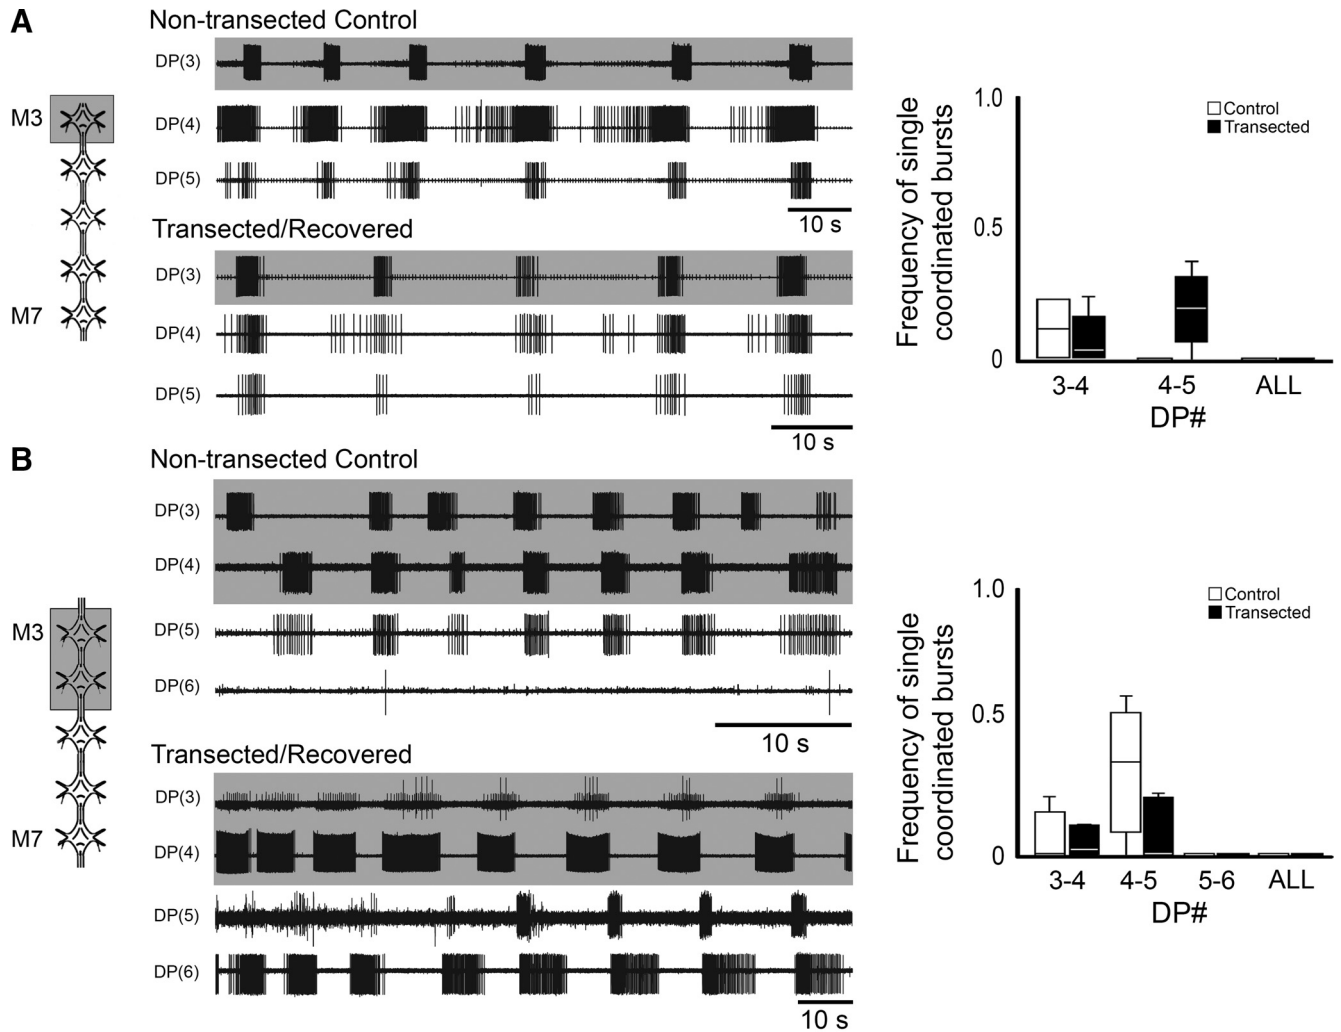 A
Non-transected Control
DP(3)
DP(4)
DP(5)
10 s
M3
M7
Transected/Recovered
DP(3)
DP(4)
DP(5)
10 s
Frequency of single
coordinated bursts
1.0
0.5
0
Control
Transected
3-4 4-5 ALL
DP#
B
Non-transected Control
DP(3)
DP(4)
DP(5)
DP(6)
10 s
M3
M7
Transected/Recovered
DP(3)
DP(4)
DP(5)
DP(6)
10 s
Frequency of single
coordinated bursts
1.0
0.5
0
Control
Transected
3-4 4-5 5-6 ALL
DP#